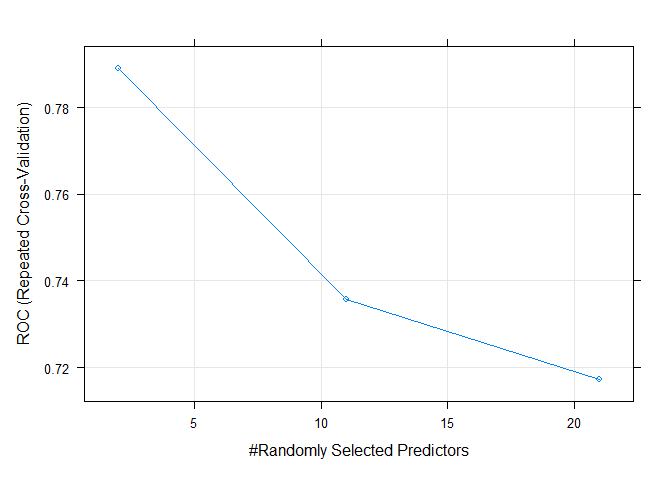 ROC (Repeated Cross-Validation)
0.78
0.76
0.74
0.72
5 10 15 20
#Randomly Selected Predictors